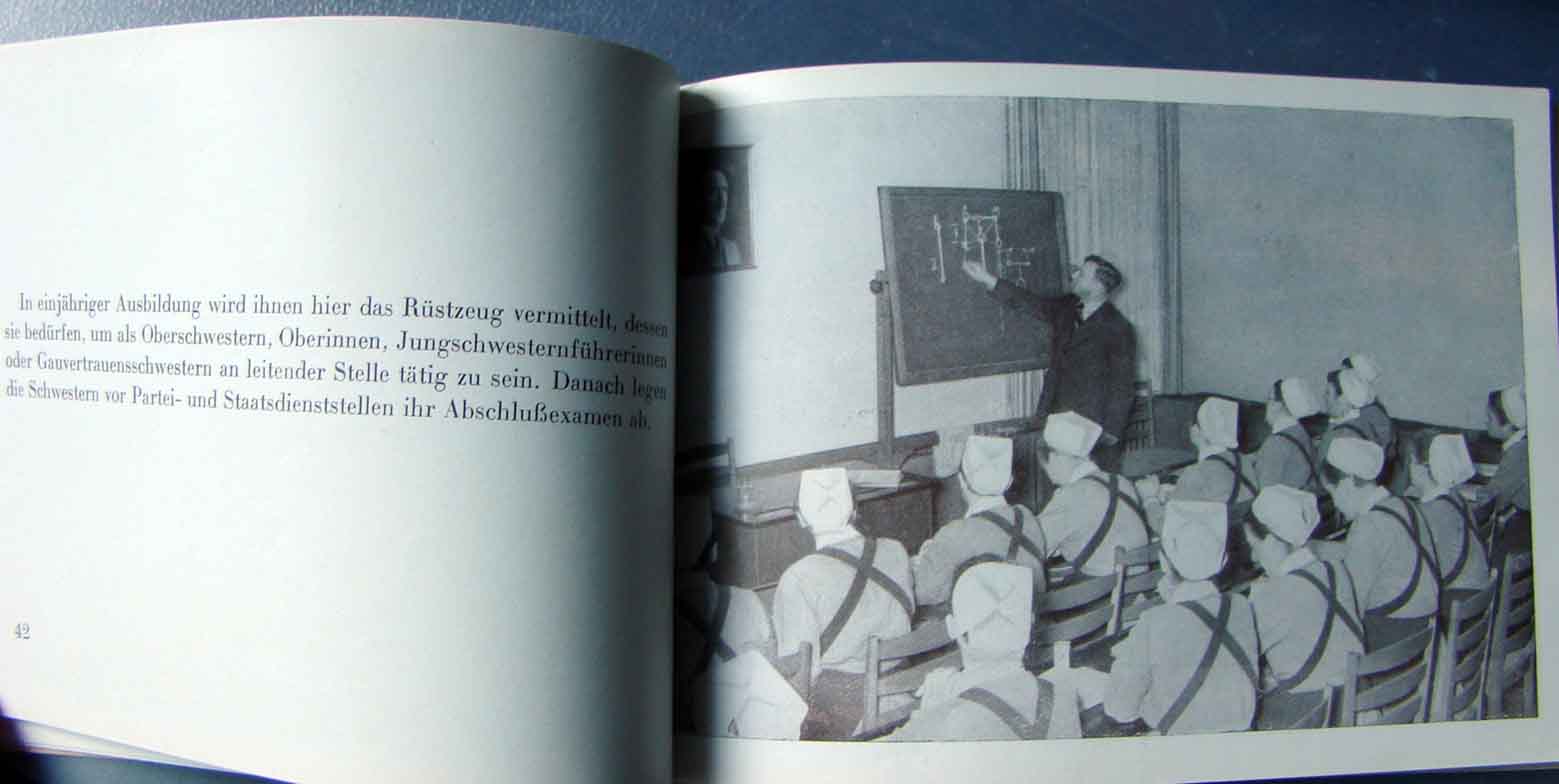 In einjähriger Ausbildung wird ihnen hier das Rüstzeug vermittelt, dessen
sie bedürfen, um als Oberschwestern, Oberinnen, Jungschwesternführerinnen
oder Gauvertrauensschwestern an leitender Stelle tätig zu sein. Danach legen
die Schwestern vor Partei- und Staatsdienststellen ihr Abschlußexamen ab.
42